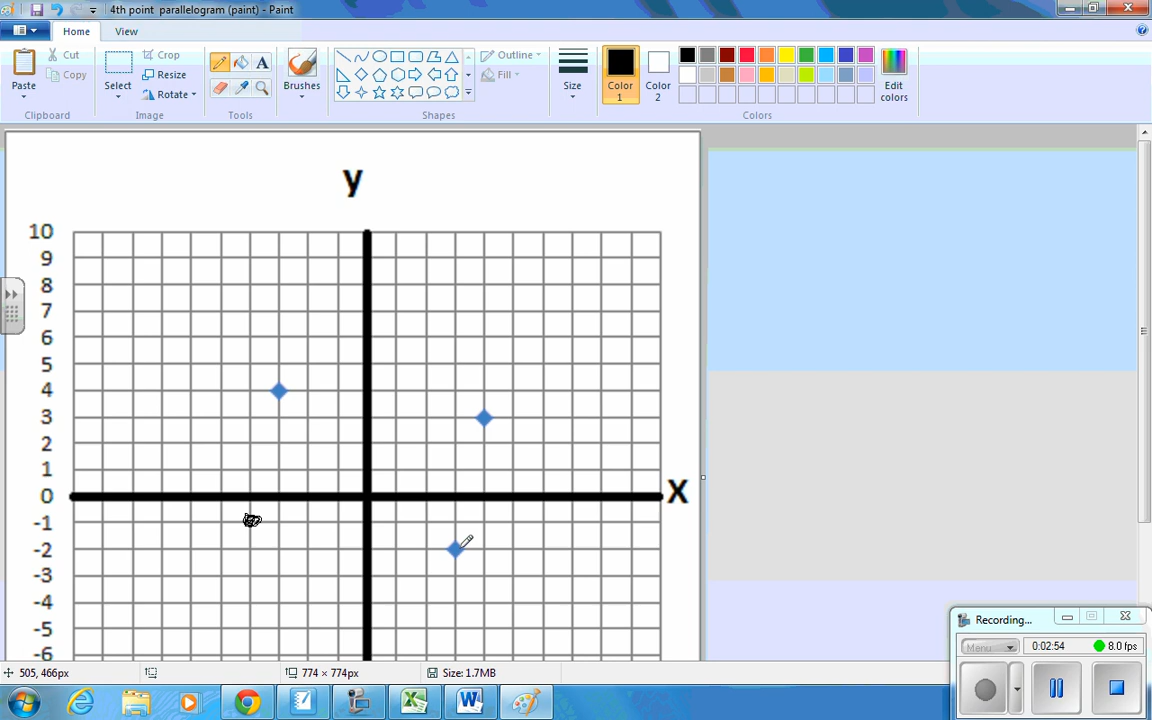 4th point parallelogram (paint) - Paint
Home View
Paste
Cut
Copy
Clipboard
Select
Crop
Resize
Rotate
Image
A
Tools
Brushes
Outline
Fill
Shapes
Size
Color 1
Color 2
Edit colors
Colors
y
10
9
8
7
6
5
4
3
2
1
0
X
-1
-2
-3
-4
-5
-6
Recording...
Menu 0:02:54 8.0 fps
505, 466px 774 × 774px Size: 1.7MB